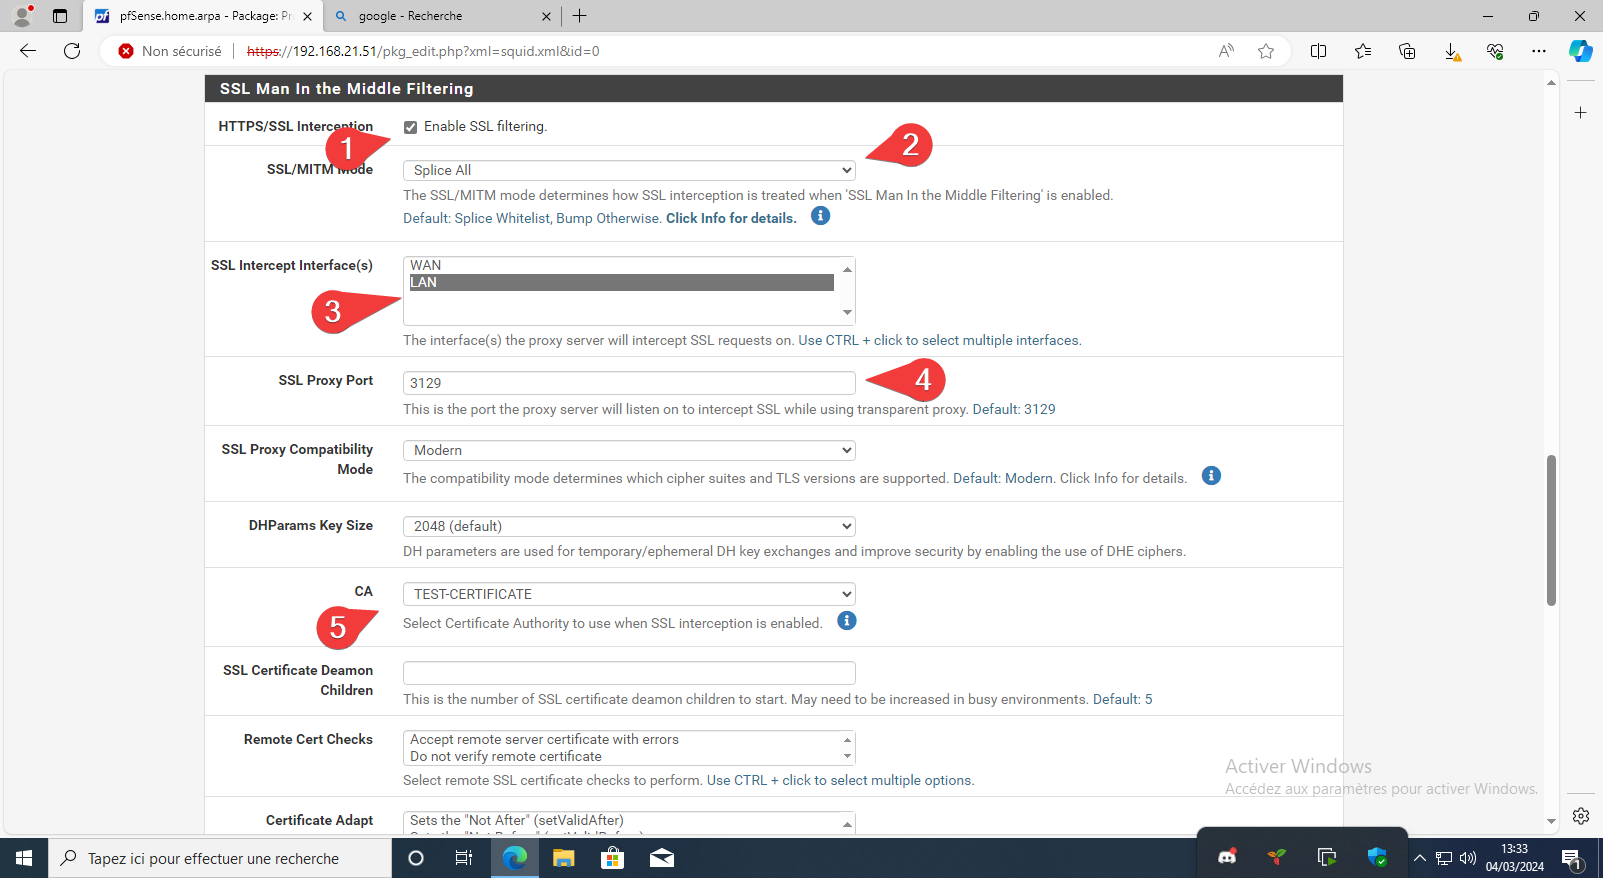 pfSense.home.arpa - Package: Pr
google - Recherche
Non sécurisé
https://192.168.21.51/pkg_edit.php?xml=squid.xml&id=0
SSL Man In the Middle Filtering
HTTPS/SSL Interception
Enable SSL filtering.
1
2
SSL/MITM Mode
Splice All
The SSL/MITM mode determines how SSL interception is treated when 'SSL Man In the Middle Filtering' is enabled.
Default: Splice Whitelist, Bump Otherwise. Click Info for details.
SSL Intercept Interface(s)
WAN
LAN
3
The interface(s) the proxy server will intercept SSL requests on. Use CTRL + click to select multiple interfaces.
SSL Proxy Port
3129
4
This is the port the proxy server will listen on to intercept SSL while using transparent proxy. Default: 3129
SSL Proxy Compatibility
Mode
Modern
The compatibility mode determines which cipher suites and TLS versions are supported. Default: Modern. Click Info for details.
DHParams Key Size
2048 (default)
DH parameters are used for temporary/ephemeral DH key exchanges and improve security by enabling the use of DHE ciphers.
CA
TEST-CERTIFICATE
5
Select Certificate Authority to use when SSL interception is enabled.
SSL Certificate Deamon
Children
This is the number of SSL certificate deamon children to start. May need to be increased in busy environments. Default: 5
Remote Cert Checks
Accept remote server certificate with errors
Do not verify remote certificate
Select remote SSL certificate checks to perform. Use CTRL + click to select multiple options.
Certificate Adapt
Sets the "Not After" (setValidAfter)
Activer Windows
Accédez aux paramètres pour activer Windows.
Tapez ici pour effectuer une recherche
13:33
04/03/2024
1